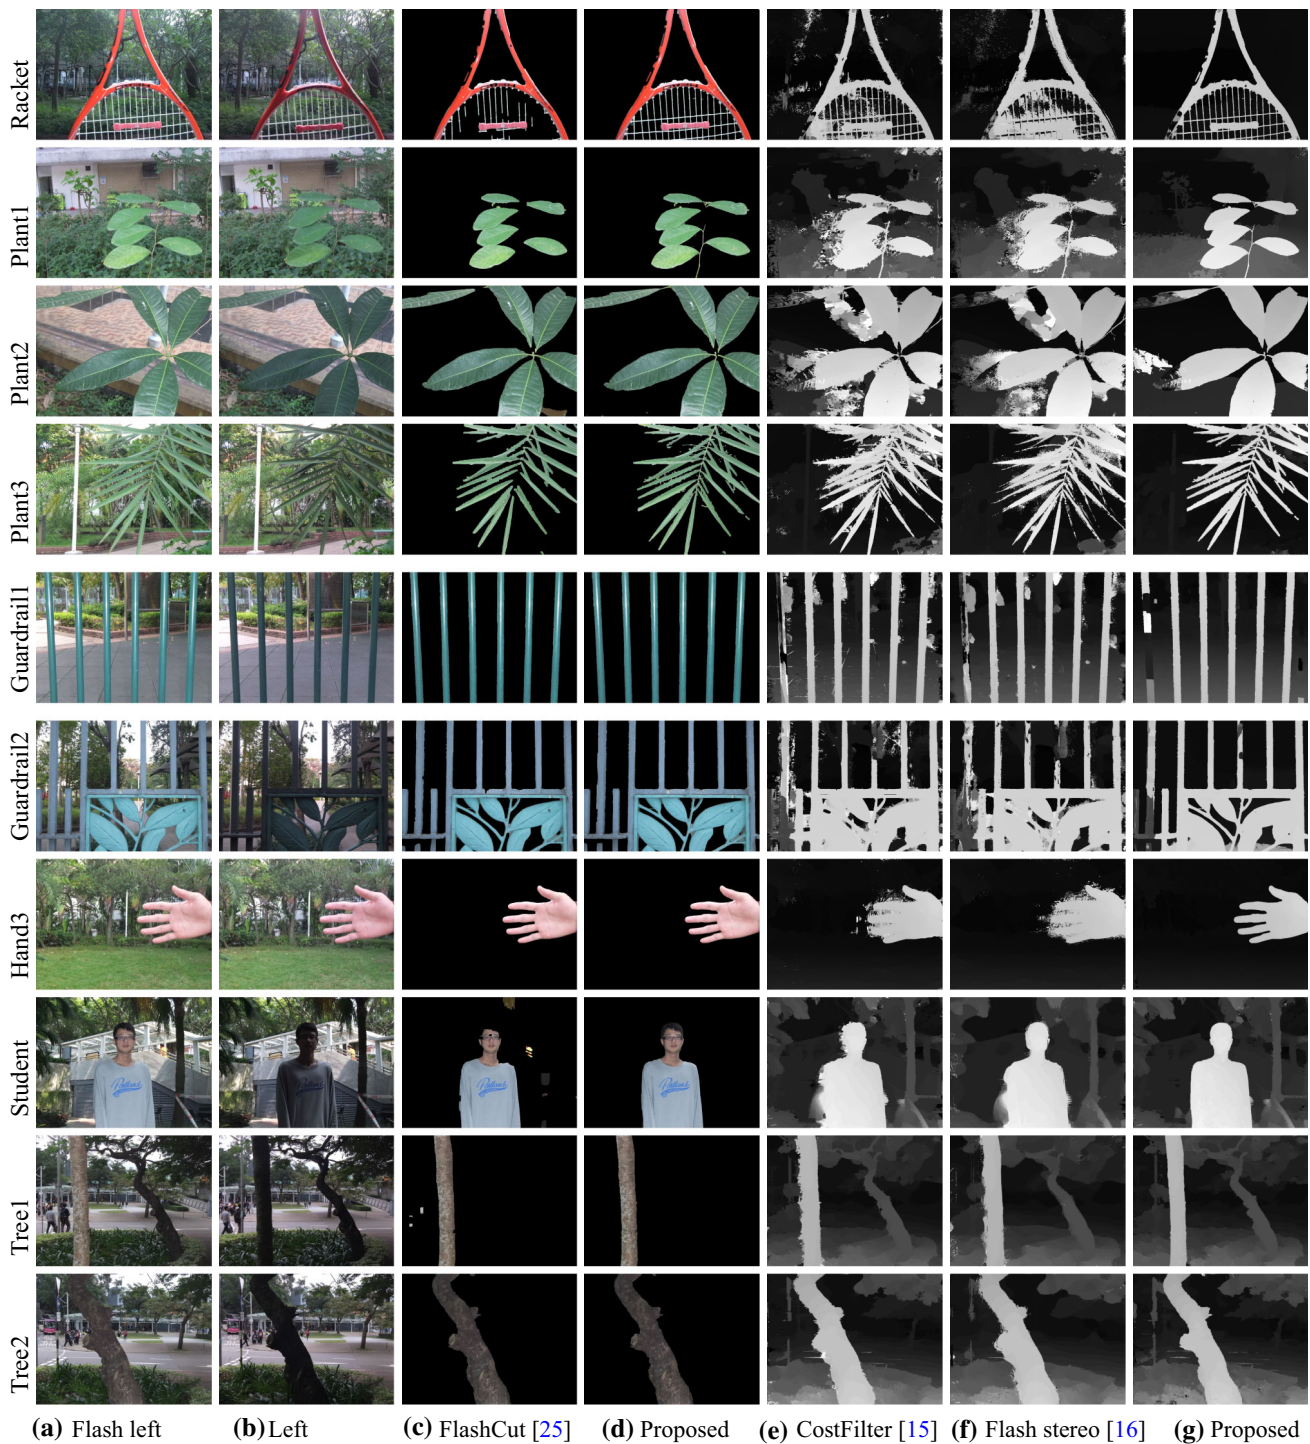 Racket
Plant1
Plant2
Plant3
Guardrail1
Guardrail2
Hand3
Student
Tree1
Tree2
(a) Flash left
(b) Left
(c) FlashCut [25]
(d) Proposed
(e) CostFilter [15]
(f) Flash stereo [16]
(g) Proposed